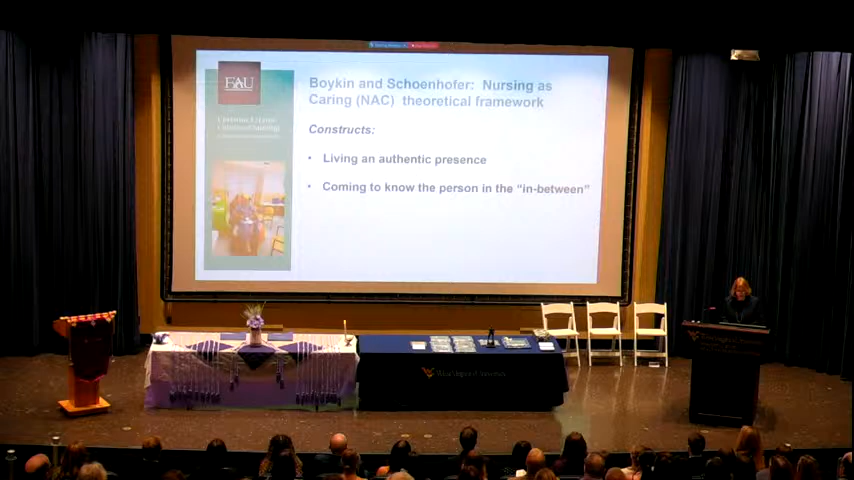 FAU
Boykin and Schoenhofer: Nursing as
Caring (NAC) theoretical framework
Constructs:
• Living an authentic presence
• Coming to know the person in the “in-between”